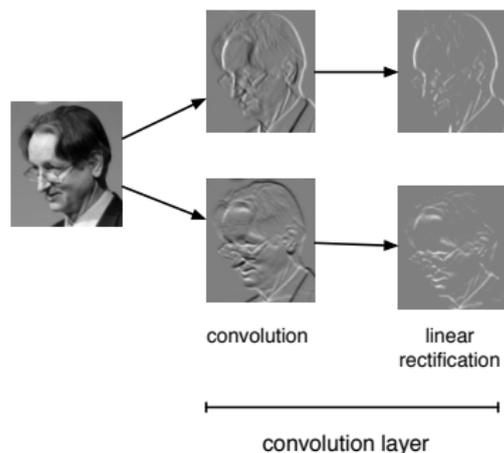 convolution
linear
rectification
convolution layer